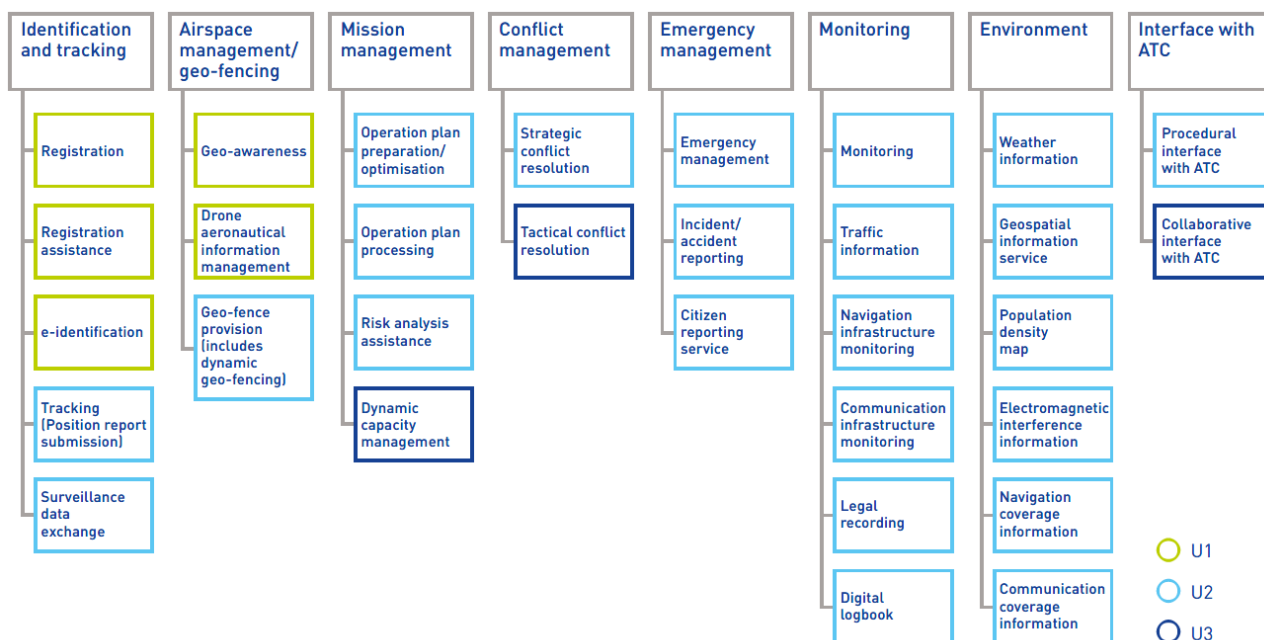 Identification
and tracking
Registration
Registration
assistance
e-identification
Tracking
(Position report
submission)
Surveillance
data
exchange
Airspace
management/
geo-fencing
Geo-awareness
Drone
aeronautical
information
management
Geo-fence
provision
(includes
dynamic
geo-fencing)
Mission
management
Operation plan
preparation/
optimisation
Operation plan
processing
Risk analysis
assistance
Dynamic
capacity
management
Conflict
management
Strategic
conflict
resolution
Tactical conflict
resolution
Emergency
management
Emergency
management
Incident/
accident
reporting
Citizen
reporting
service
Monitoring
Monitoring
Traffic
information
Navigation
infrastructure
monitoring
Communication
infrastructure
monitoring
Legal
recording
Digital
logbook
Environment
Weather
information
Geospatial
information
service
Population
density
map
Electromagnetic
interference
information
Navigation
coverage
information
Communication
coverage
information
Interface with
ATC
Procedural
interface
with ATC
Collaborative
interface
with ATC
U1
U2
U3